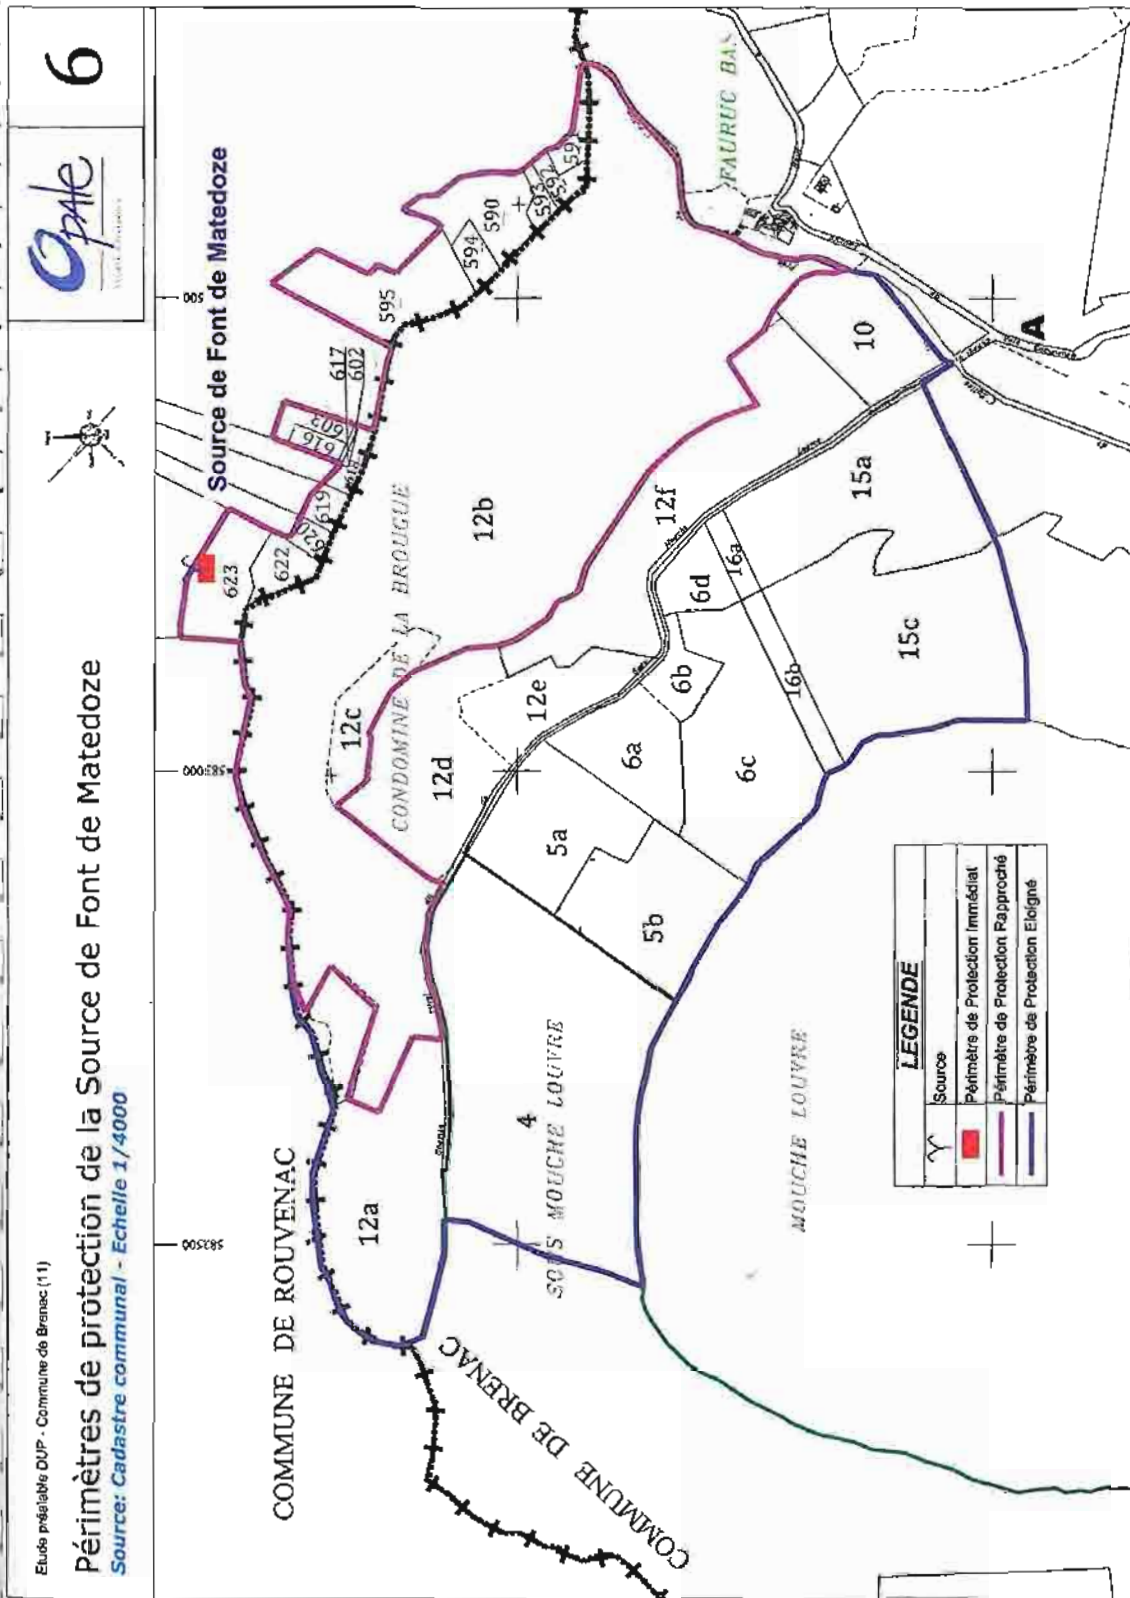 Etude préalable DUP - Commune de Brenac (11)
Périmètres de protection de la Source de Font de Matedoze
Source: Cadastre communal - Echelle 1/4000
Opale
6
Source de Font de Matedoze
COMMUNE DE ROUVENAC
COMMUNE DE BRENAC
CONDOMINE DE LA BROUGUE
SOUS MOUCHE LOUVRE
MOUCHE LOUVRE
FAURUC BAS
500
623
622
620
619
616
603
617
602
595
594
590
593
592
12a
12b
12c
12d
12e
12f
4
5a
5b
6a
6b
6c
6d
16a
16b
15a
15c
10
A
LEGENDE
Source
Périmètre de Protection Immédiat
Périmètre de Protection Rapproché
Périmètre de Protection Eloigné